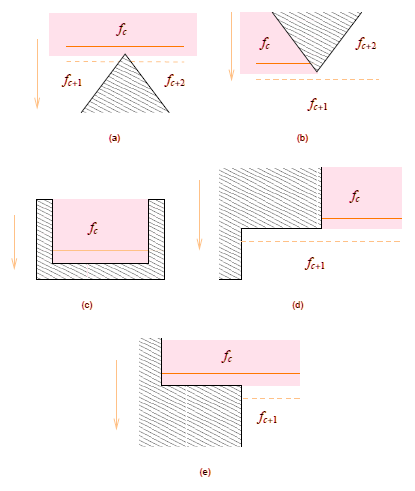 f_c
f_{c+1} f_{c+2}
(a)
f_c f_{c+2}
f_{c+1}
(b)
f_c
(c)
f_c
f_{c+1}
(d)
f_c
f_{c+1}
(e)